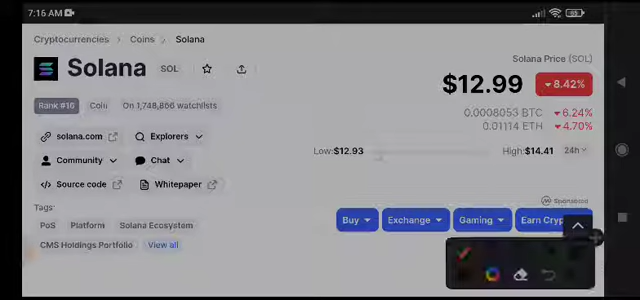 7:16 AM
Cryptocurrencies > Coins > Solana
Solana SOL
Rank #10 Coin On 1,748,866 watchlists
solana.com Explorers
Community Chat
Source code Whitepaper
Tags:
PoS Platform Solana Ecosystem
CMS Holdings Portfolio View all
Solana Price (SOL)
$12.99 8.42%
0.0008053 BTC 6.24%
0.01114 ETH 4.70%
Low:$12.93 High:$14.41 24h
Sponsored
Buy Exchange Gaming Earn Cryp